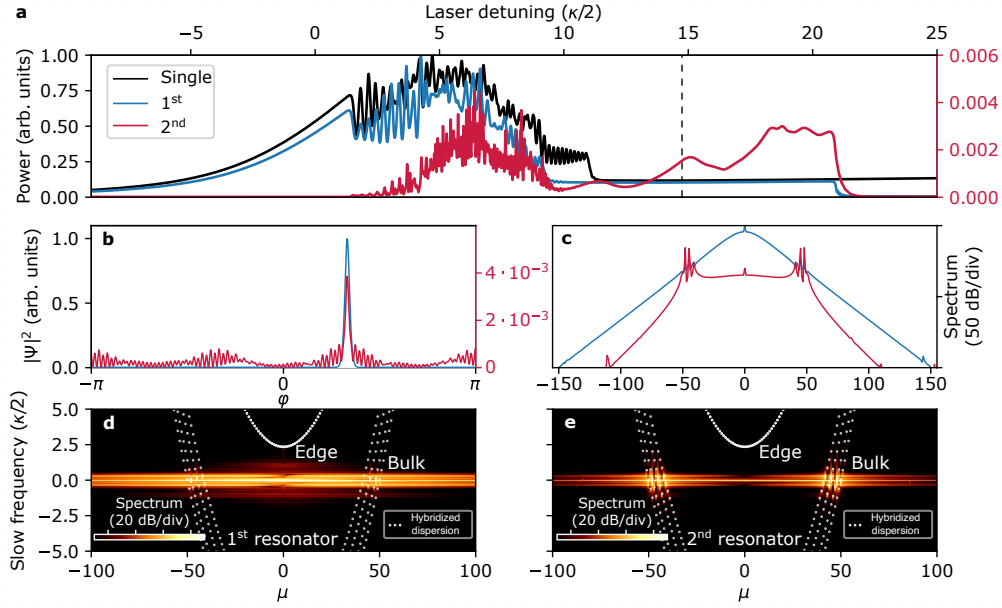 a
Laser detuning (κ/2)
−5 0 5 10 15 20 25
Power (arb. units)
1.00
0.75
0.50
0.25
0.00
Single
1st
2nd
0.006
0.004
0.002
0.000
b
|Ψ|² (arb. units)
1.0
0.5
0.0
−π 0 π
φ
4·10⁻³
2·10⁻³
0
c
Spectrum
(50 dB/div)
−150 −100 −50 0 50 100 150
d
Slow frequency (κ/2)
5.0
2.5
0.0
−2.5
−5.0
Edge
Bulk
Spectrum
(20 dB/div)
1st resonator
Hybridized
dispersion
−100 −50 0 50 100
μ
e
Edge
Bulk
Spectrum
(20 dB/div)
2nd resonator
Hybridized
dispersion
−100 −50 0 50 100
μ